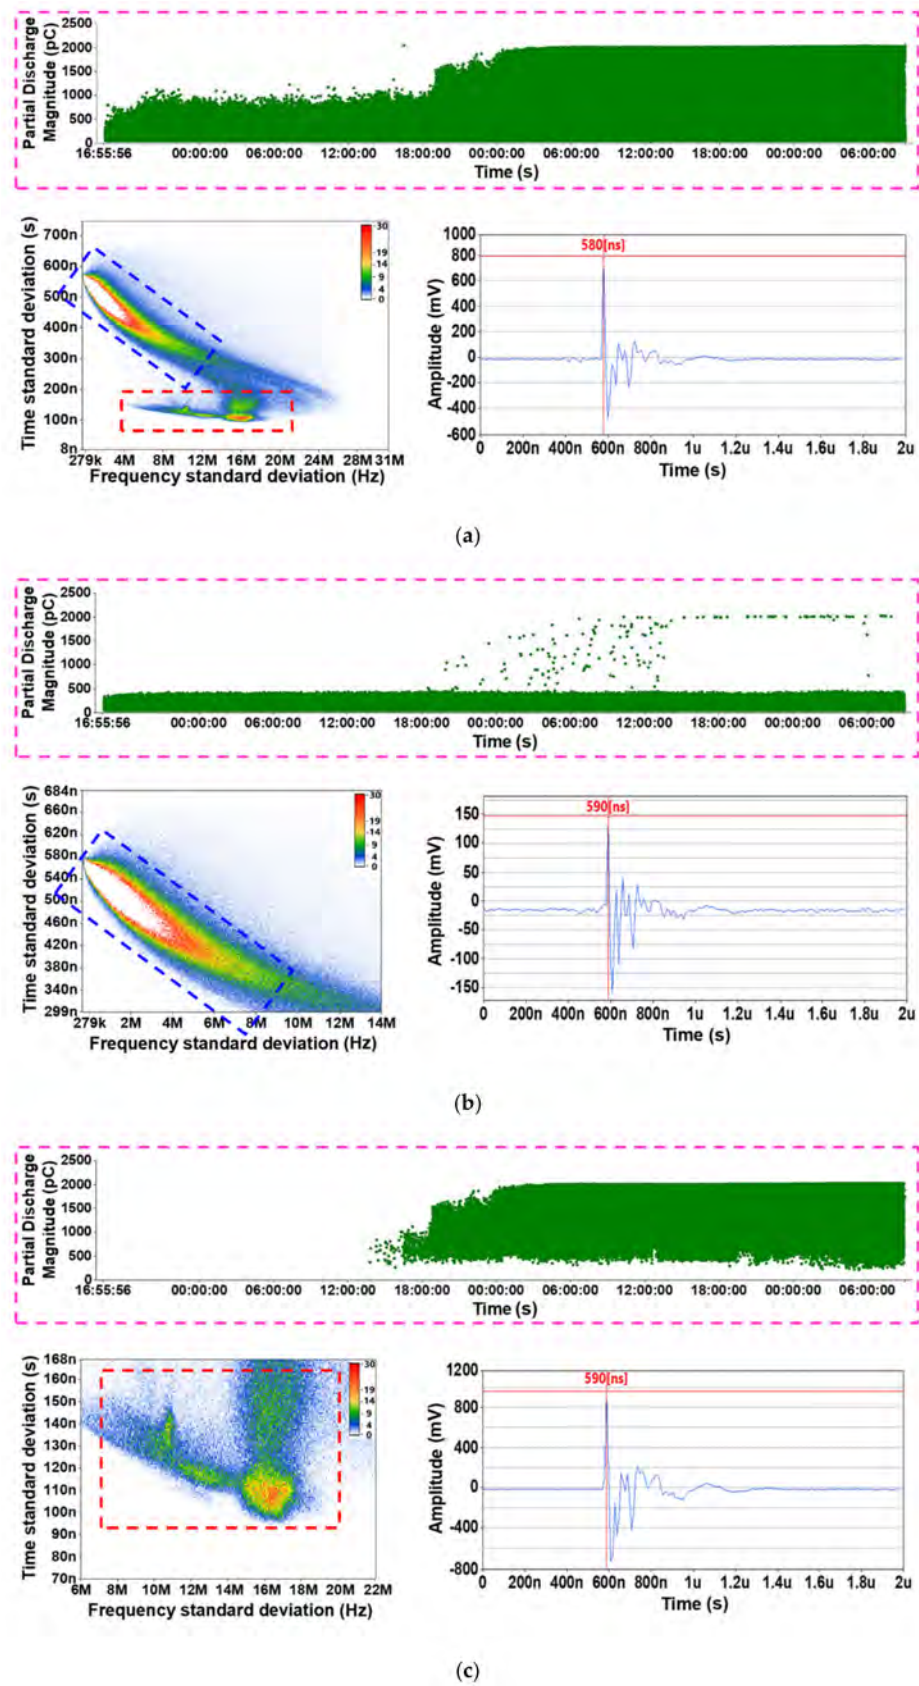 Partial Discharge
Magnitude (pC)
2500
2000
1500
1000
500
0
16:55:56 00:00:00 06:00:00 12:00:00 18:00:00 00:00:00 06:00:00 12:00:00 18:00:00 00:00:00 06:00:00
Time (s)
Time standard deviation (s)
700n
600n
500n
400n
300n
200n
100n
8n
279k 4M 8M 12M 16M 20M 24M 28M 31M
Frequency standard deviation (Hz)
30
19
14
9
4
0
Amplitude (mV)
1000
800
600
400
200
0
-200
-400
-600
580[ns]
0 200n 400n 600n 800n 1u 1.2u 1.4u 1.6u 1.8u 2u
Time (s)
(a)
Partial Discharge
Magnitude (pC)
2500
2000
1500
1000
500
0
16:55:56 00:00:00 06:00:00 12:00:00 18:00:00 00:00:00 06:00:00 12:00:00 18:00:00 00:00:00 06:00:00
Time (s)
Time standard deviation (s)
684n
660n
620n
580n
540n
500n
460n
420n
380n
340n
299n
279k 2M 4M 6M 8M 10M 12M 14M
Frequency standard deviation (Hz)
30
19
14
9
4
0
Amplitude (mV)
150
100
50
0
-50
-100
-150
590[ns]
0 200n 400n 600n 800n 1u 1.2u 1.4u 1.6u 1.8u 2u
Time (s)
(b)
Partial Discharge
Magnitude (pC)
2500
2000
1500
1000
500
0
16:55:56 00:00:00 06:00:00 12:00:00 18:00:00 00:00:00 06:00:00 12:00:00 18:00:00 00:00:00 06:00:00
Time (s)
Time standard deviation (s)
168n
160n
150n
140n
130n
120n
110n
100n
90n
80n
70n
6M 8M 10M 12M 14M 16M 18M 20M 22M
Frequency standard deviation (Hz)
30
19
14
9
4
0
Amplitude (mV)
1200
800
400
0
-400
-800
590[ns]
0 200n 400n 600n 800n 1u 1.2u 1.4u 1.6u 1.8u 2u
Time (s)
(c)